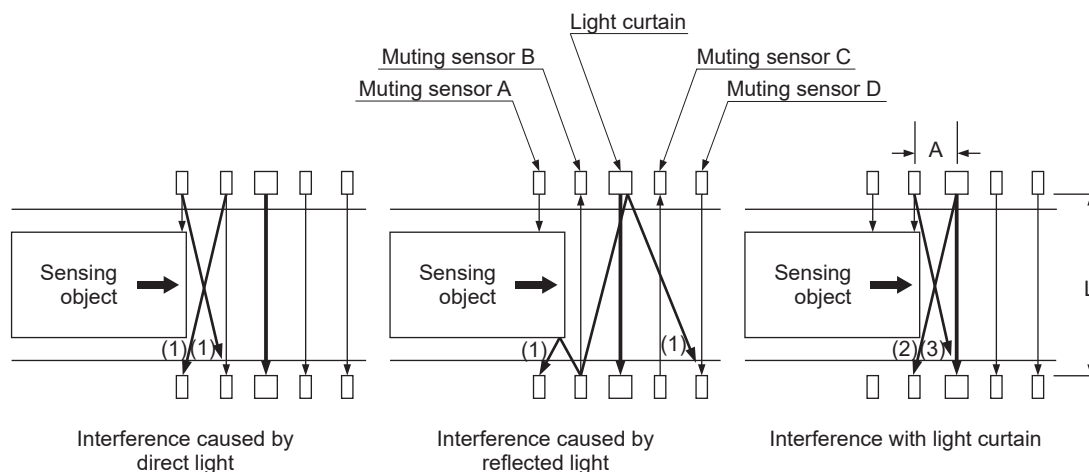 Light curtain
Muting sensor B
Muting sensor C
Muting sensor A
Muting sensor D
A
Sensing
object
(1)
(1)
Sensing
object
(1)
(1)
Sensing
object
(2)
(3)
L
Interference caused by
direct light
Interference caused by
reflected light
Interference with light curtain